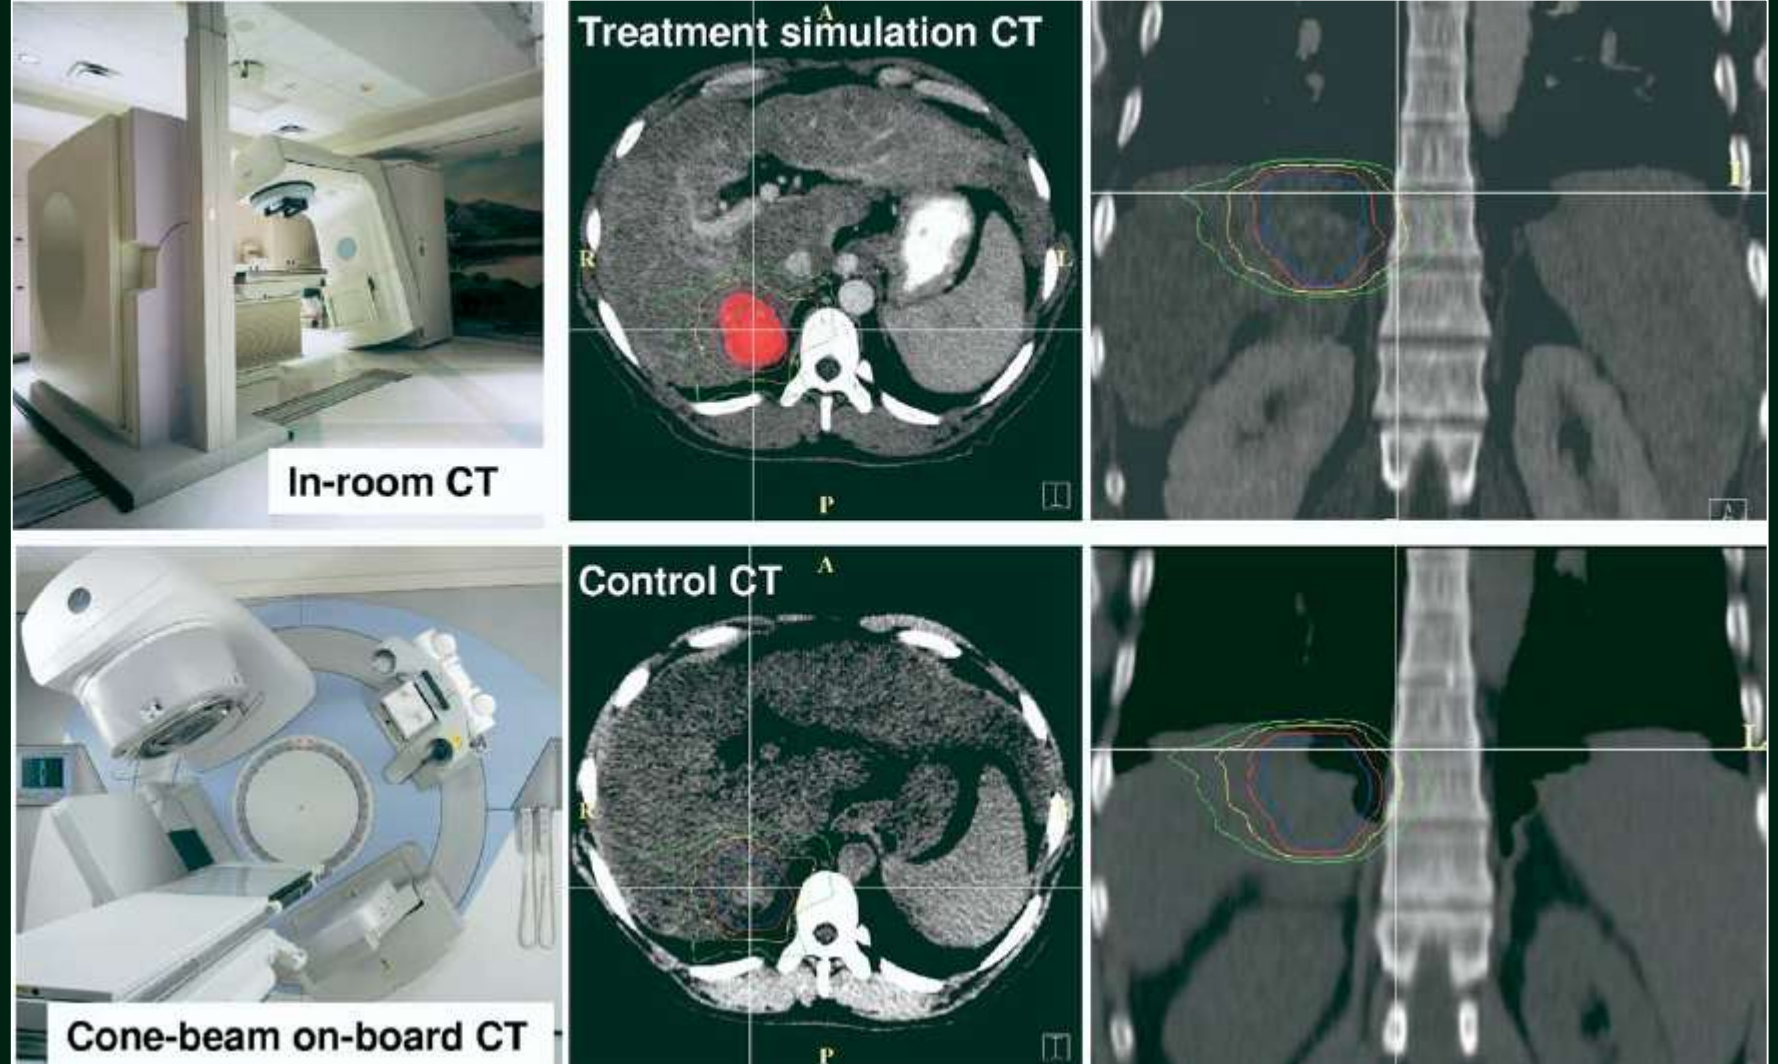 Treatment simulation CT
A
R
L
P
In-room CT
Control CT
A
R
P
L
Cone-beam on-board CT